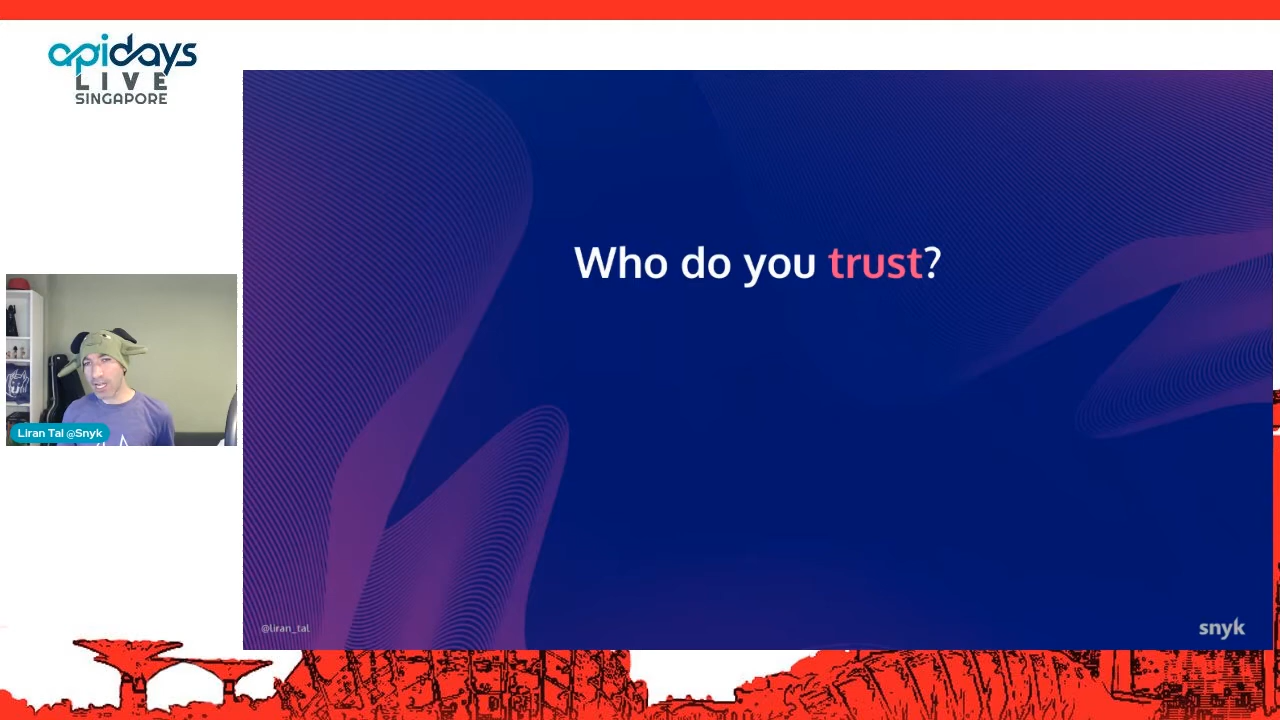 apidays
LIVE
SINGAPORE
Who do you trust?
Liran Tal @Snyk
@liran_tal
snyk